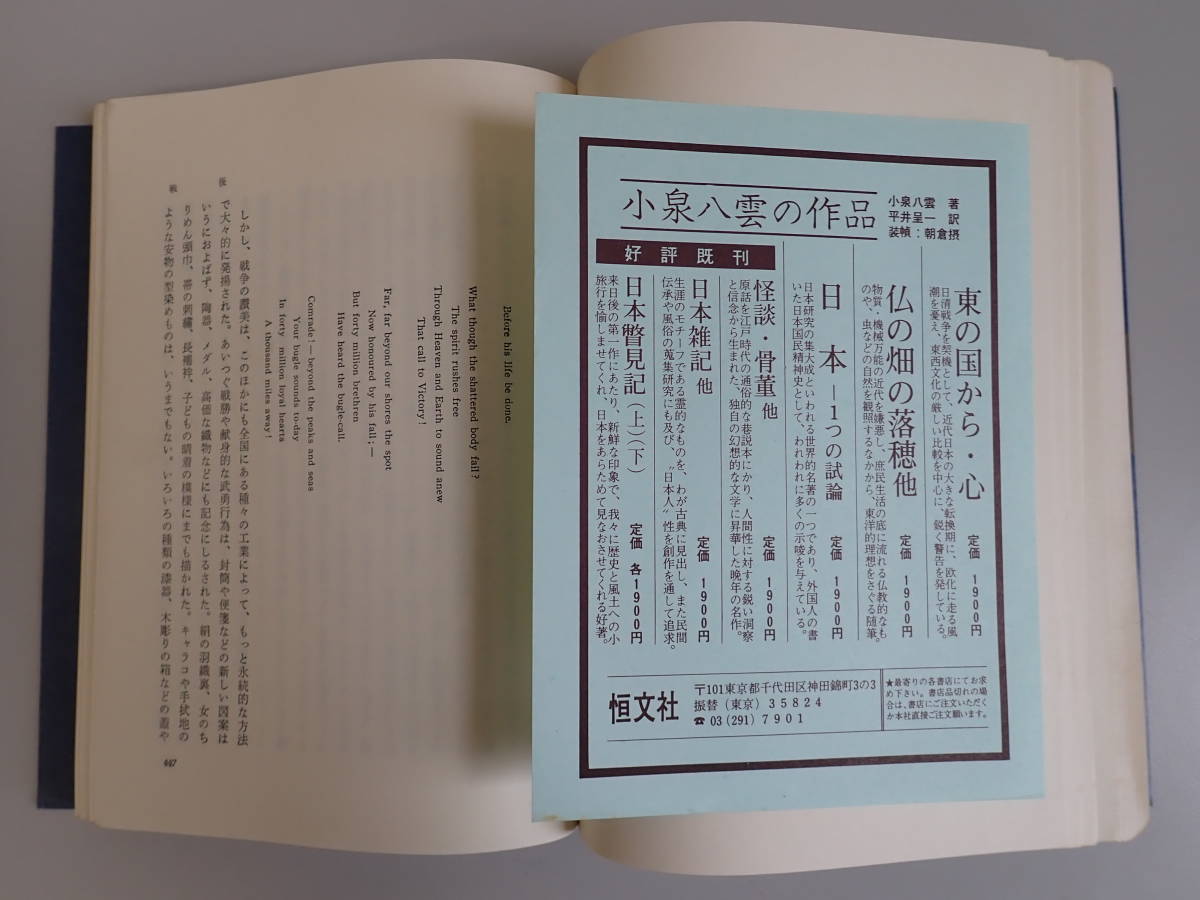 小泉八雲の作品
小泉八雲 著
平井呈一 訳
装幀：朝倉摂
好評既刊
東の国から・心 定価 1900円
日清戦争を契機として、近代日本の大きな転換期に、欧化に走る風
潮を憂え、東西文化の厳しい比較を中心に、鋭く警告を発している。
仏の畑の落穂他 定価 1900円
物質・機械万能の近代を嫌悪し、庶民生活の底に流れる仏教的なも
のや、虫などの自然を観照するなかから、東洋的理想をさぐる随筆。
日本—1つの試論 定価 1900円
日本研究の集大成といわれる世界的名著の一つであり、外国人の書
いた日本国民精神史として、われわれに多くの示唆を与えている。
怪談・骨董他 定価 1900円
原話を江戸時代の通俗的な巷説本にかり、人間性に対する鋭い洞察
と信念から生まれた、独自の幻想的な文学に昇華した晩年の名作。
日本雑記 他 定価 1900円
生涯のモチーフである霊的なものを、わが古典に見出し、また民間
伝承や風俗の蒐集研究にも及び、“日本人”性を創作を通して追求。
日本瞥見記(上)(下) 定価 各1900円
来日後の第一作にあたり、新鮮な印象で、我々に歴史と風土への小
旅行を愉しませてくれ、日本をあらためて見なおさせてくれる好著。
恒文社
〒101東京都千代田区神田錦町3の3
振替（東京）35824
☎ 03(291)7901
★最寄りの各書店にてお求
め下さい。書店品切れの場
合は、書店にご注文いただく
か本社直接ご注文願います。
Before his life be done.
What though the shattered body fall?
The spirit rushes free
Through Heaven and Earth to sound anew
That call to Victory!
Far, far beyond our shores the spot
Now honoured by his fall;—
But forty million brethren
Have heard the bugle-call.
Comrade!—beyond the peaks and seas
Your bugle sounds to-day
In forty million loyal hearts
A thousand miles away!
しかし、戦争の讃美は、このほかにも全国にある種々の工業によって、もっと永続的な方法
で大々的に発揚された。あいつぐ戦勝や献身的な武勇行為は、封筒や便箋などの新しい図案は
いうにおよばず、陶器、メダル、高価な織物などにも記念にしるされた。絹の羽織裏、女のち
りめん頭巾、帯の刺繡、長襦袢、子どもの晴着の模様にまでも描かれた。キャラコや手拭地の
ような安物の型染めものは、いうまでもない。いろいろの種類の漆器、木彫りの箱などの蓋や
戦後
447